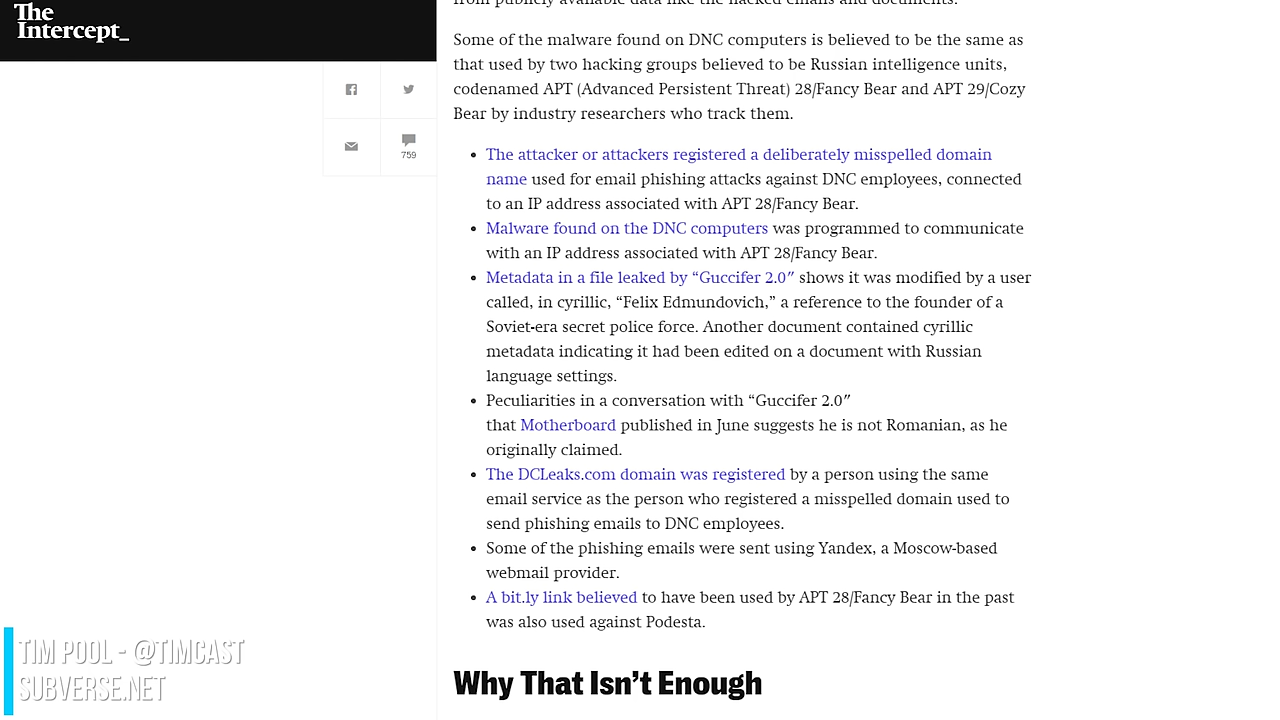 The
Intercept_
from publicly available data like the hacked emails and documents.
Some of the malware found on DNC computers is believed to be the same as
that used by two hacking groups believed to be Russian intelligence units,
codenamed APT (Advanced Persistent Threat) 28/Fancy Bear and APT 29/Cozy
Bear by industry researchers who track them.
759
• The attacker or attackers registered a deliberately misspelled domain
name used for email phishing attacks against DNC employees, connected
to an IP address associated with APT 28/Fancy Bear.
• Malware found on the DNC computers was programmed to communicate
with an IP address associated with APT 28/Fancy Bear.
• Metadata in a file leaked by “Guccifer 2.0″ shows it was modified by a user
called, in cyrillic, “Felix Edmundovich,” a reference to the founder of a
Soviet-era secret police force. Another document contained cyrillic
metadata indicating it had been edited on a document with Russian
language settings.
• Peculiarities in a conversation with “Guccifer 2.0″
that Motherboard published in June suggests he is not Romanian, as he
originally claimed.
• The DCLeaks.com domain was registered by a person using the same
email service as the person who registered a misspelled domain used to
send phishing emails to DNC employees.
• Some of the phishing emails were sent using Yandex, a Moscow-based
webmail provider.
• A bit.ly link believed to have been used by APT 28/Fancy Bear in the past
was also used against Podesta.
Why That Isn’t Enough
TIM POOL - @TIMCAST
SUBVERSE.NET